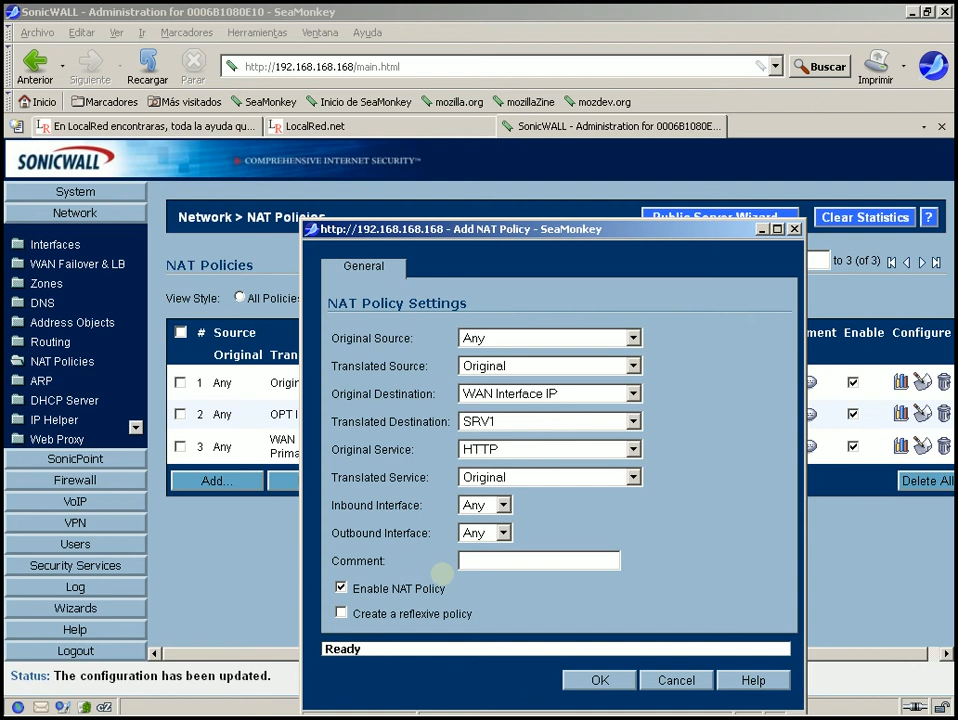 SonicWALL - Administration for 0006B1080E10 - SeaMonkey
Archivo Editar Ver Ir Marcadores Herramientas Ventana Ayuda
Anterior Siguiente Recargar Parar http://192.168.168.168/main.html Buscar Imprimir
Inicio Marcadores Más visitados SeaMonkey Inicio de SeaMonkey mozilla.org mozillaZine mozdev.org
En LocalRed encontraras, toda la ayuda qu... LocalRed.net SonicWALL - Administration for 0006B1080E...
SONICWALL COMPREHENSIVE INTERNET SECURITY™
System
Network
Interfaces
WAN Failover & LB
Zones
DNS
Address Objects
Routing
NAT Policies
ARP
DHCP Server
IP Helper
Web Proxy
SonicPoint
Firewall
VoIP
VPN
Users
Security Services
Log
Wizards
Help
Logout
Network > NAT Policies Public Server Wizard... Clear Statistics ?
NAT Policies to 3 (of 3)
View Style: All Policies
# Source ment Enable Configure
Original Tra
1 Any Origin
2 Any OPT I
3 Any WAN
Prima
Add... Delete All
http://192.168.168.168 - Add NAT Policy - SeaMonkey
General
NAT Policy Settings
Original Source: Any
Translated Source: Original
Original Destination: WAN Interface IP
Translated Destination: SRV1
Original Service: HTTP
Translated Service: Original
Inbound Interface: Any
Outbound Interface: Any
Comment:
Enable NAT Policy
Create a reflexive policy
Ready
OK Cancel Help
Status: The configuration has been updated.